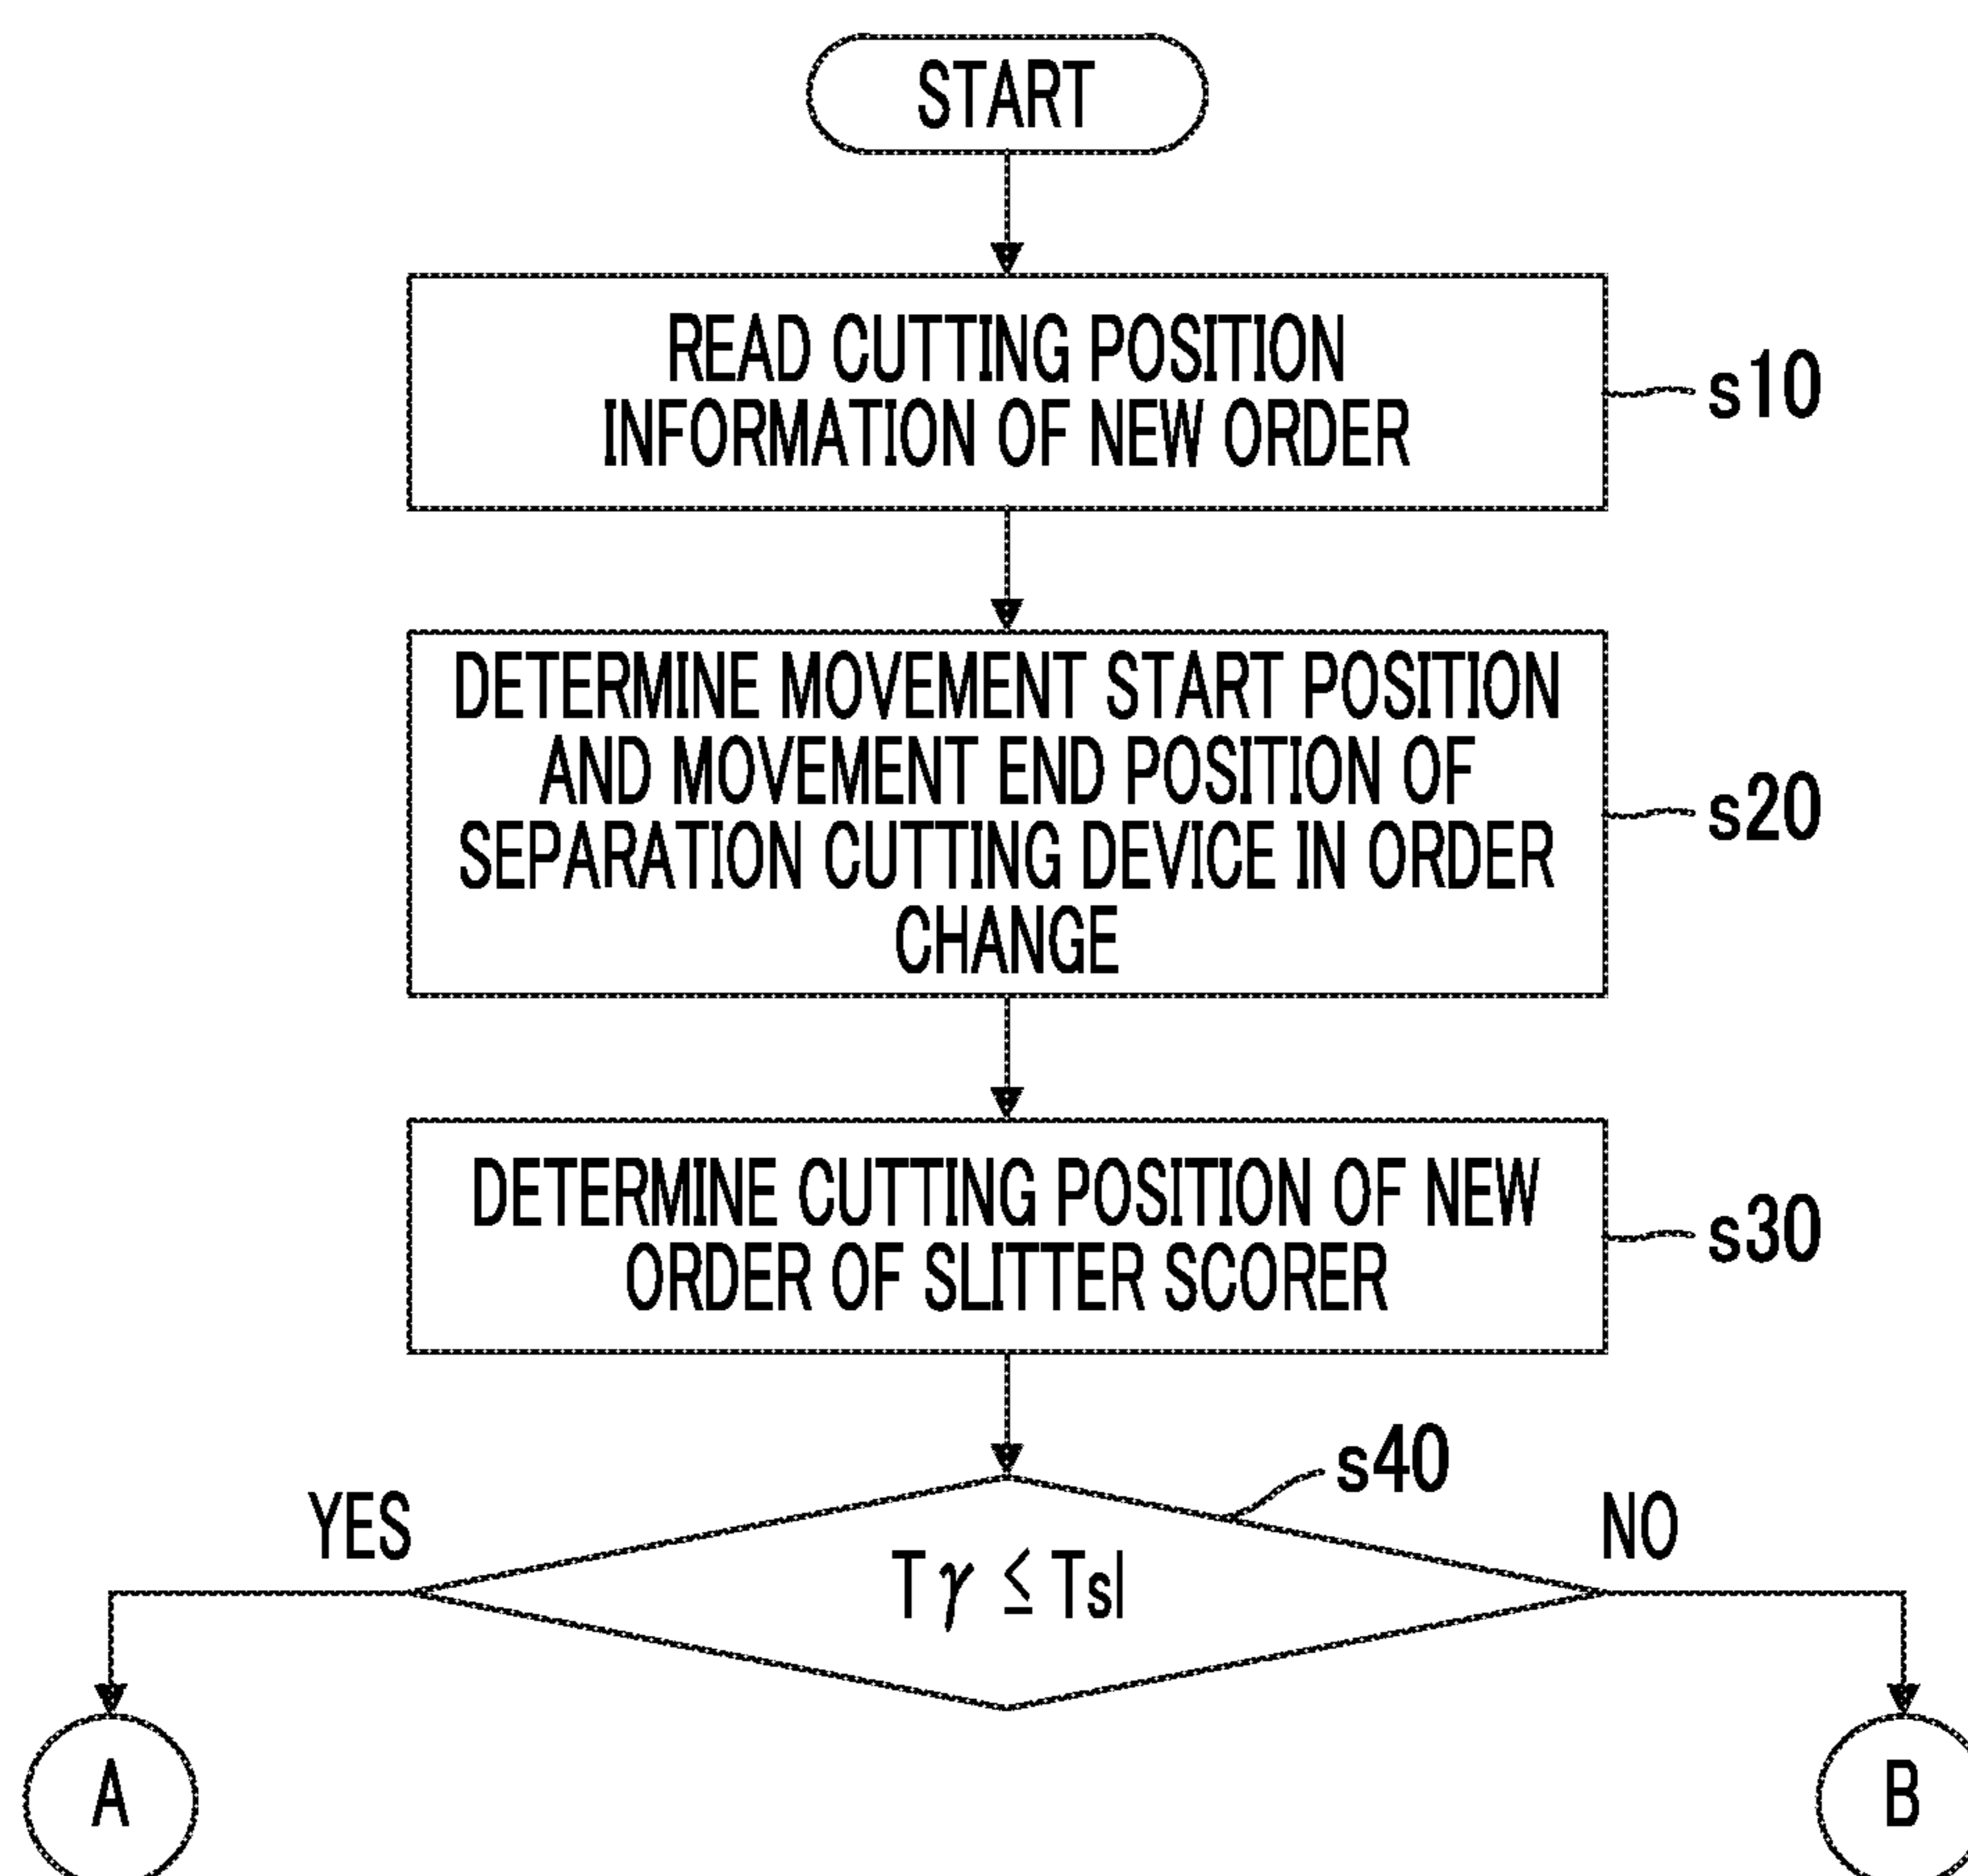 START
READ CUTTING POSITION
INFORMATION OF NEW ORDER
s10
DETERMINE MOVEMENT START POSITION
AND MOVEMENT END POSITION OF
SEPARATION CUTTING DEVICE IN ORDER
CHANGE
s20
DETERMINE CUTTING POSITION OF NEW
ORDER OF SLITTER SCORER
s30
s40
YES
NO
Tγ ≤ Tsl
A
B